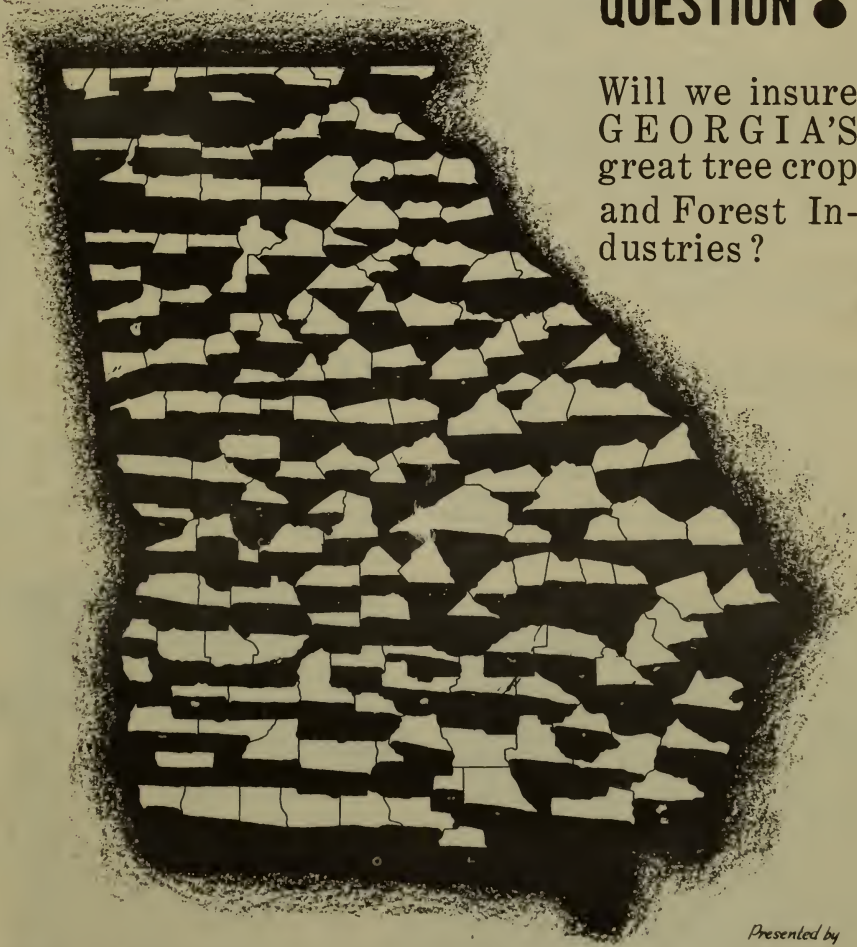 QUESTION ●
Will we insure
GEORGIA'S
great tree crop
and Forest In-
dustries?
Presented by